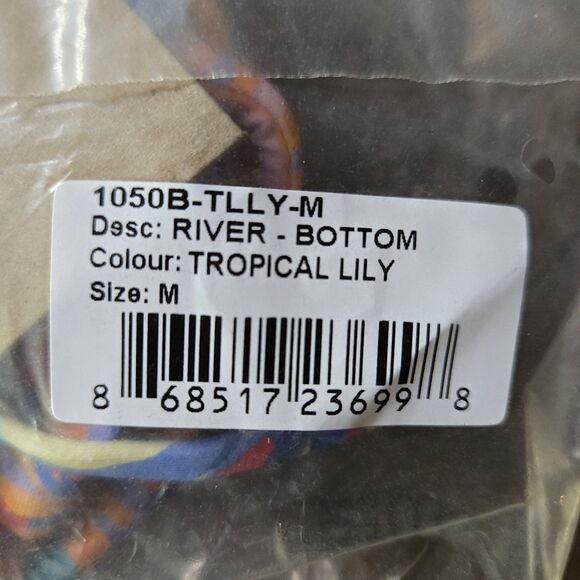 1050B-TLLY-M
Desc: RIVER - BOTTOM
Colour: TROPICAL LILY
Size: M
8 68517 23699 8